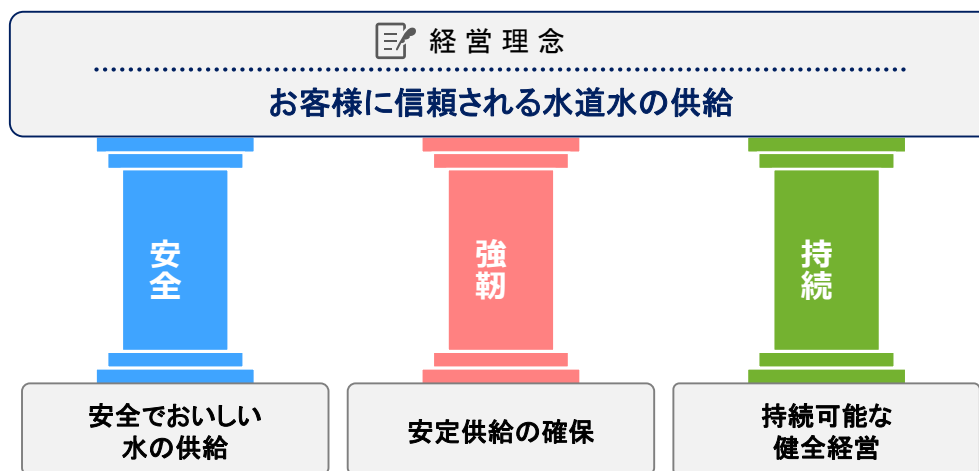 経営理念
お客様に信頼される水道水の供給
安全
強靭
持続
安全でおいしい
水の供給
安定供給の確保
持続可能な
健全経営